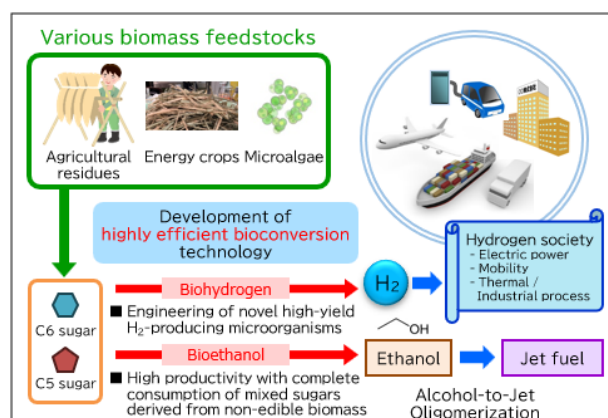 Various biomass feedstocks
Agricultural
residues
Energy crops
Microalgae
Development of
highly efficient bioconversion
technology
Hydrogen society
- Electric power
- Mobility
- Thermal /
Industrial process
C6 sugar
C5 sugar
Biohydrogen
H₂
■ Engineering of novel high-yield
H₂-producing microorganisms
Bioethanol
OH
Ethanol
Jet fuel
■ High productivity with complete
consumption of mixed sugars
derived from non-edible biomass
Alcohol-to-Jet
Oligomerization